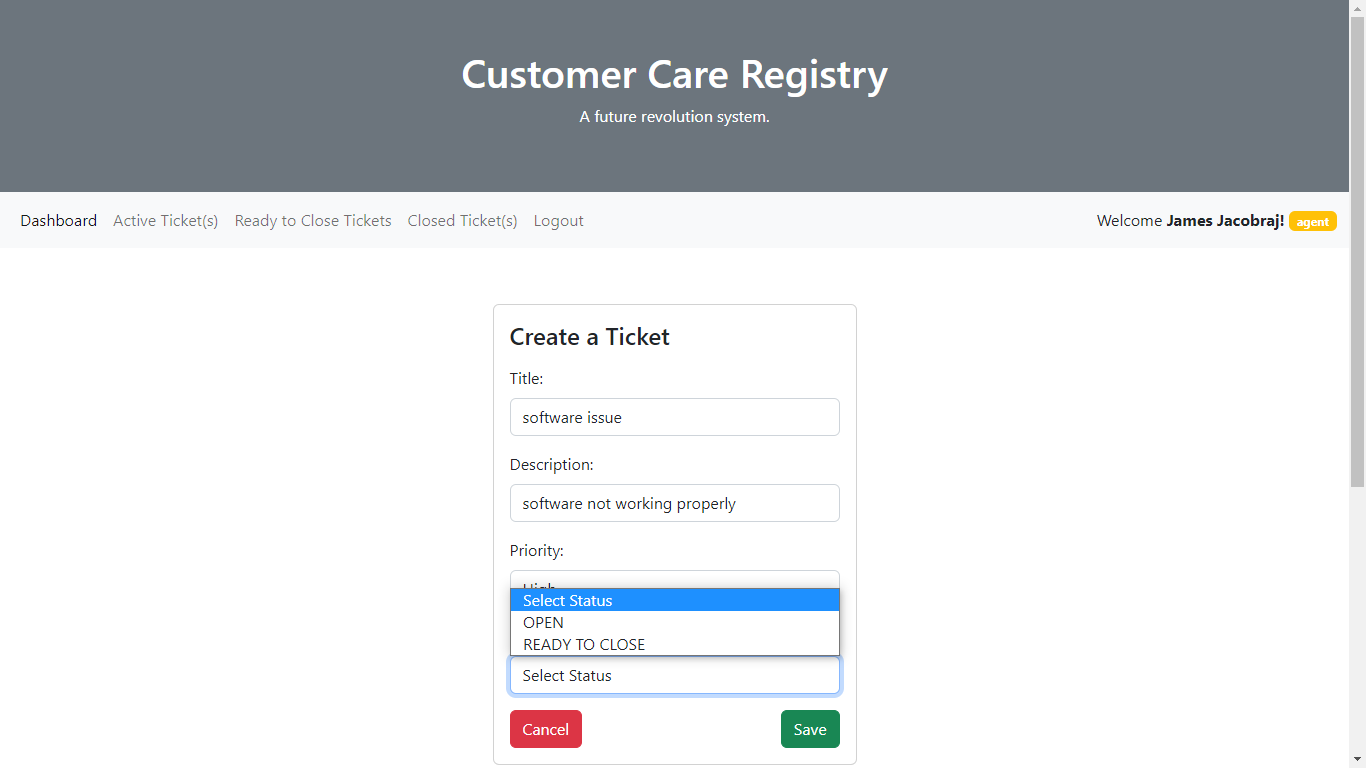 Customer Care Registry
A future revolution system.
Dashboard Active Ticket(s) Ready to Close Tickets Closed Ticket(s) Logout Welcome James Jacobraj! agent
Create a Ticket
Title:
software issue
Description:
software not working properly
Priority:
High
Select Status
OPEN
READY TO CLOSE
Select Status
Cancel Save